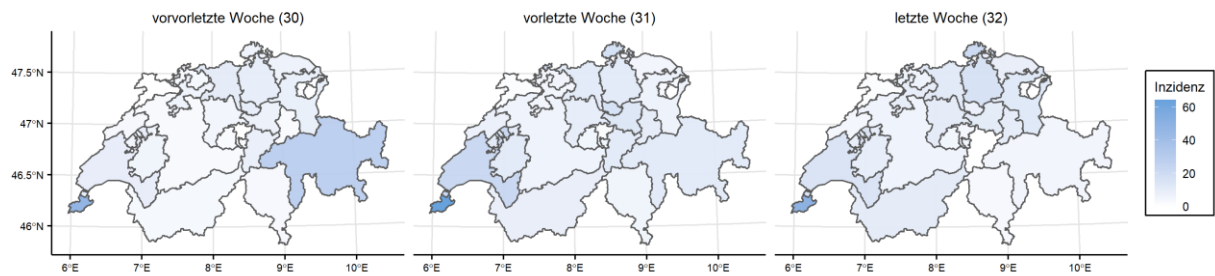 vorvorletzte Woche (30)
vorletzte Woche (31)
letzte Woche (32)
47.5°N
47°N
46.5°N
46°N
6°E 7°E 8°E 9°E 10°E
6°E 7°E 8°E 9°E 10°E
6°E 7°E 8°E 9°E 10°E
Inzidenz
60
40
20
0